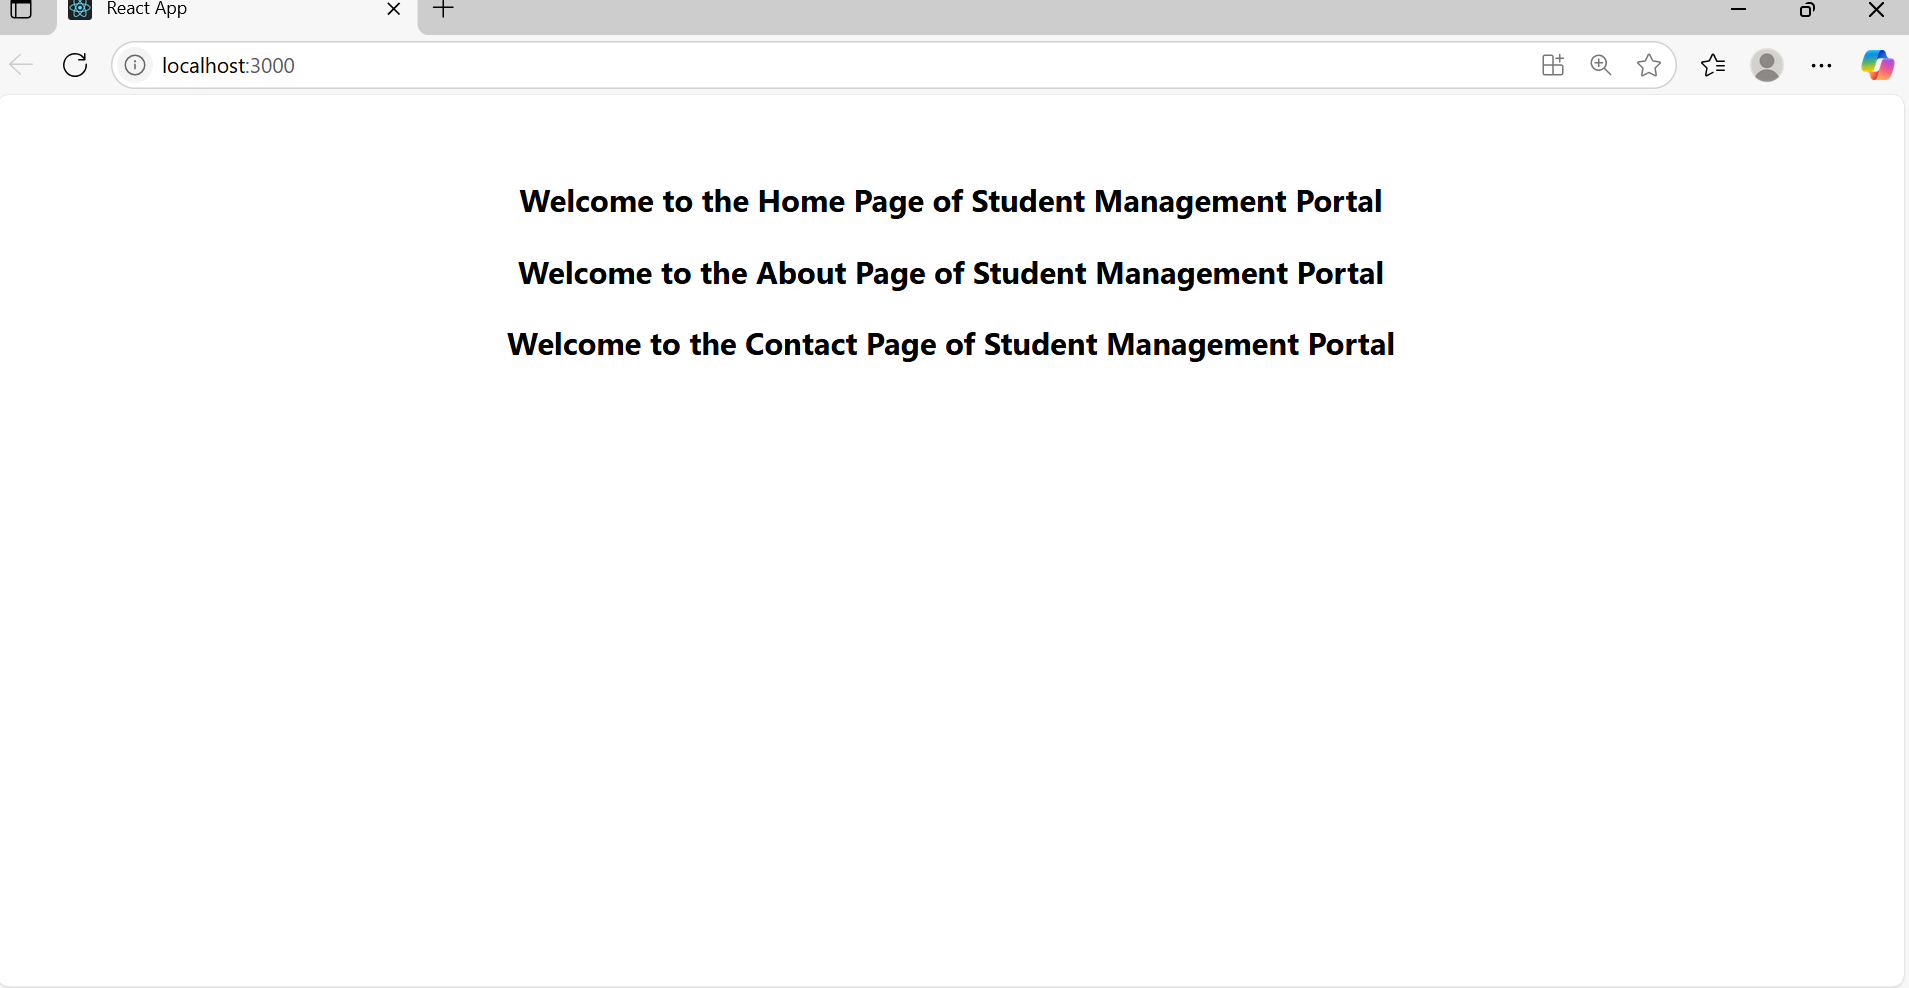 React App
localhost:3000
Welcome to the Home Page of Student Management Portal
Welcome to the About Page of Student Management Portal
Welcome to the Contact Page of Student Management Portal